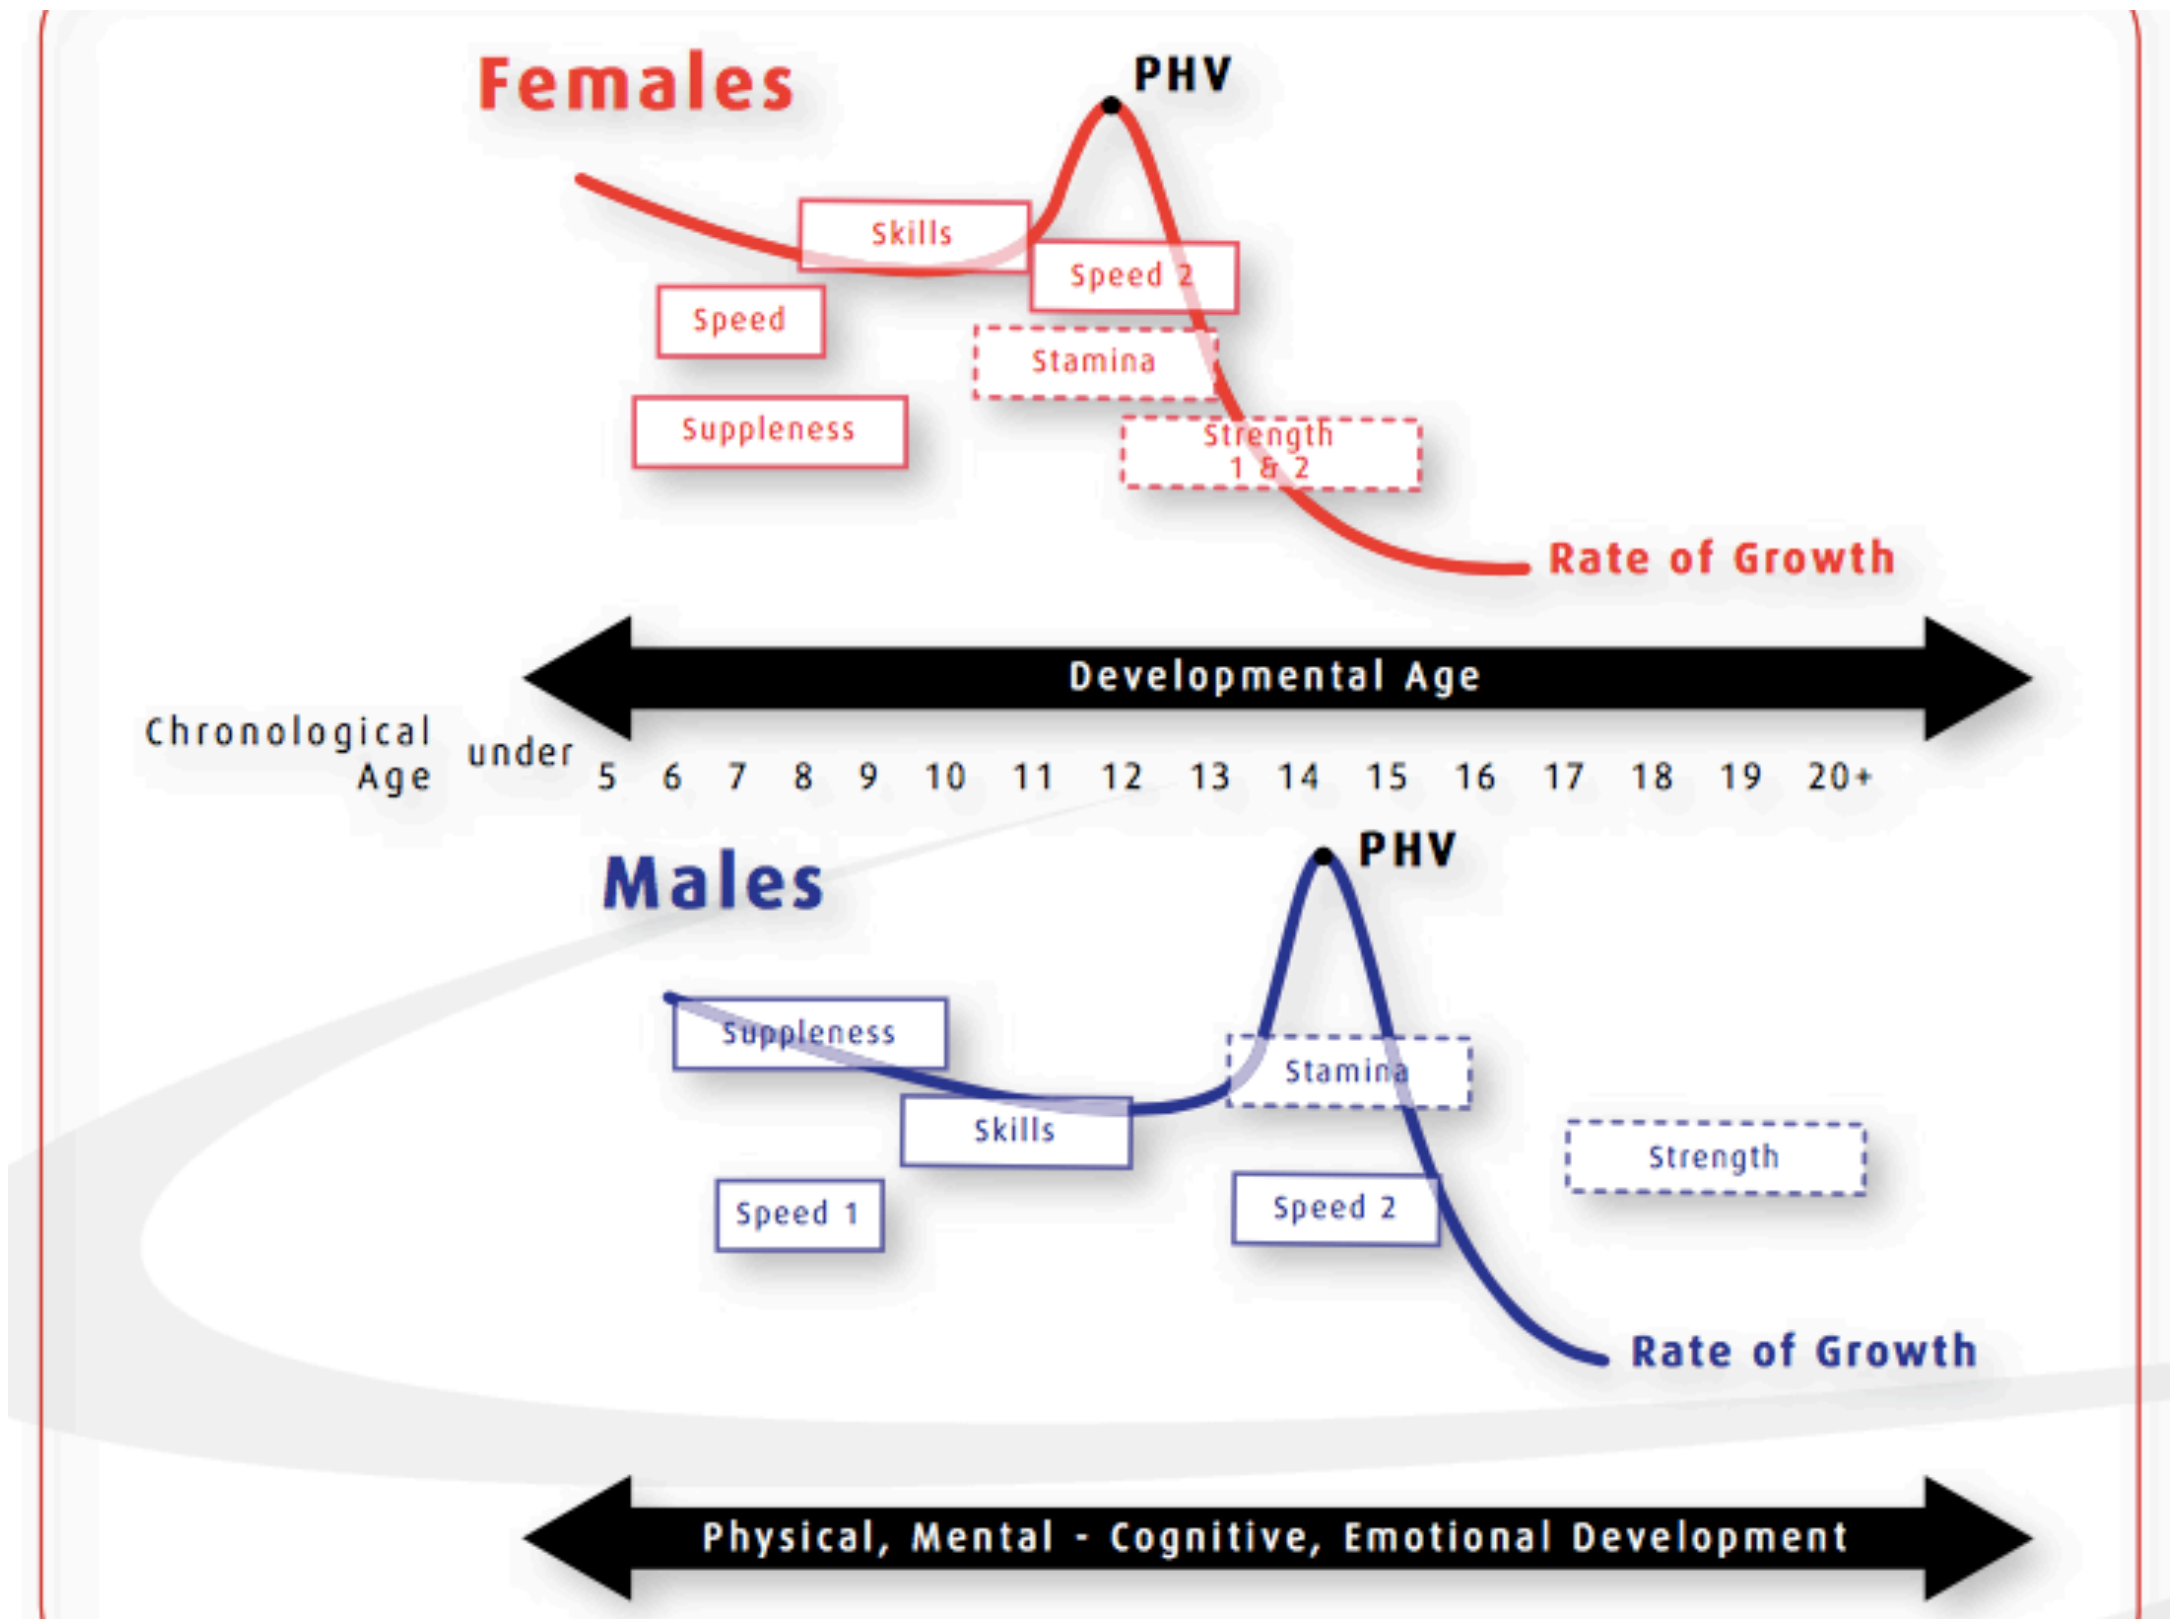 Females
PHV
Skills
Speed 2
Speed
Stamina
Suppleness
Strength
1 & 2
Rate of Growth
Developmental Age
Chronological
Age
under 5 6 7 8 9 10 11 12 13 14 15 16 17 18 19 20+
Males
PHV
Suppleness
Stamina
Skills
Strength
Speed 1
Speed 2
Rate of Growth
Physical, Mental - Cognitive, Emotional Development